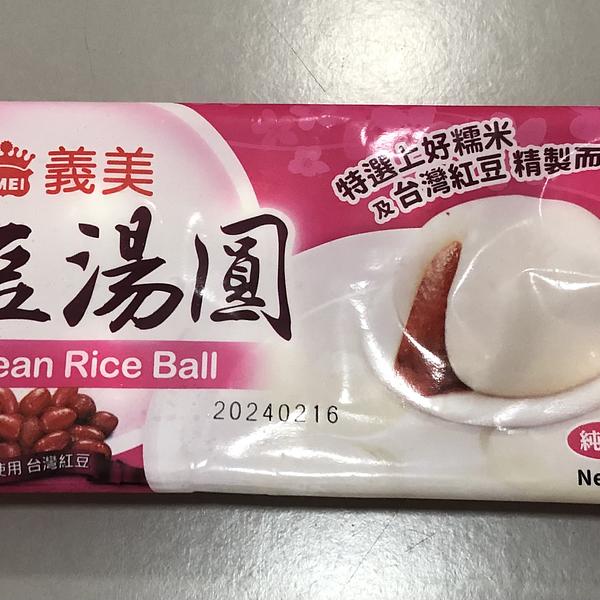 MEI 義美
特選上好糯米
及台灣紅豆 精製而
豆湯圓
ean Rice Ball
20240216
使用 台灣紅豆
純
Ne